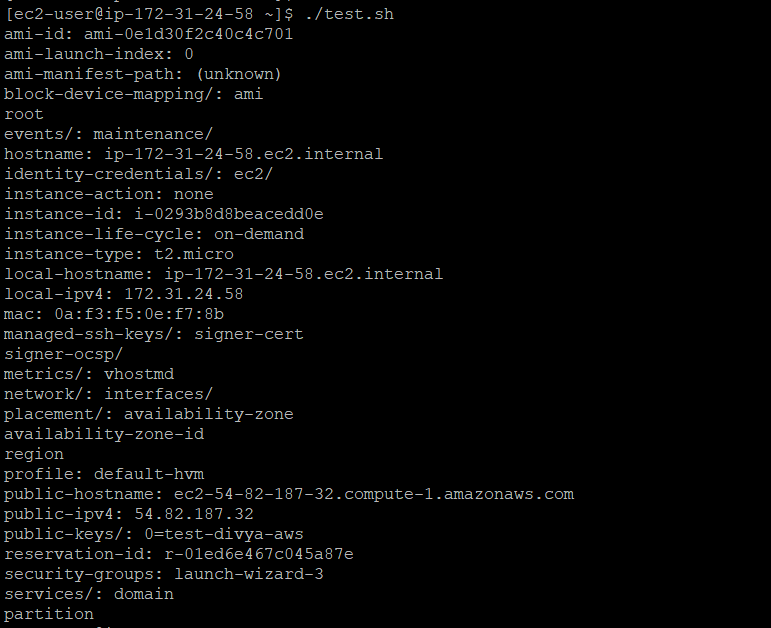 [ec2-user@ip-172-31-24-58 ~]$ ./test.sh
ami-id: ami-0e1d30f2c40c4c701
ami-launch-index: 0
ami-manifest-path: (unknown)
block-device-mapping/: ami
root
events/: maintenance/
hostname: ip-172-31-24-58.ec2.internal
identity-credentials/: ec2/
instance-action: none
instance-id: i-0293b8d8beacedd0e
instance-life-cycle: on-demand
instance-type: t2.micro
local-hostname: ip-172-31-24-58.ec2.internal
local-ipv4: 172.31.24.58
mac: 0a:f3:f5:0e:f7:8b
managed-ssh-keys/: signer-cert
signer-ocsp/
metrics/: vhostmd
network/: interfaces/
placement/: availability-zone
availability-zone-id
region
profile: default-hvm
public-hostname: ec2-54-82-187-32.compute-1.amazonaws.com
public-ipv4: 54.82.187.32
public-keys/: 0=test-divya-aws
reservation-id: r-01ed6e467c045a87e
security-groups: launch-wizard-3
services/: domain
partition